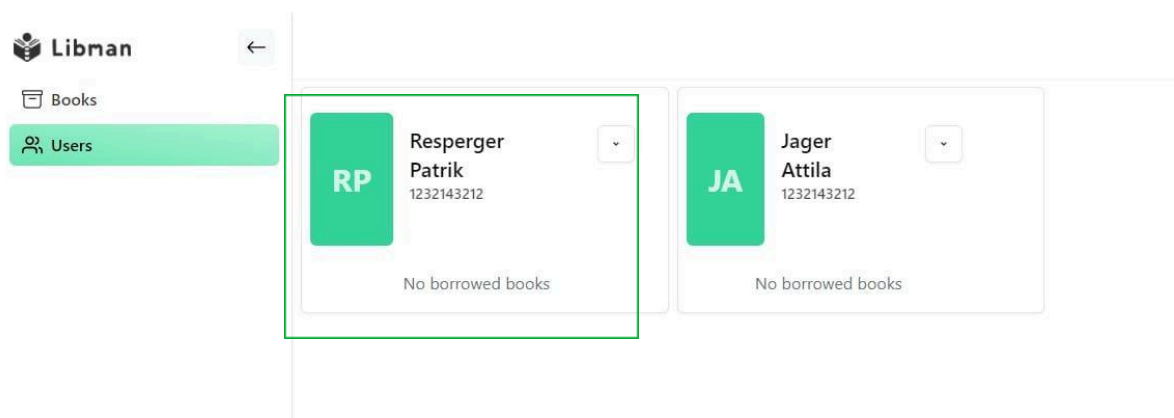 Libman
Books
Users
RP
Resperger
Patrik
1232143212
No borrowed books
JA
Jager
Attila
1232143212
No borrowed books